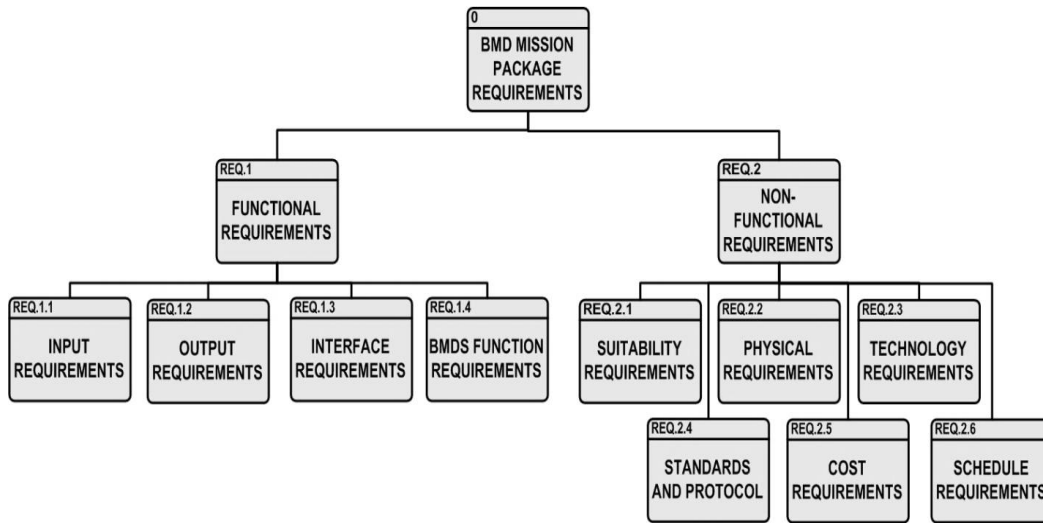 0
BMD MISSION
PACKAGE
REQUIREMENTS
REQ.1
FUNCTIONAL
REQUIREMENTS
REQ.2
NON-
FUNCTIONAL
REQUIREMENTS
REQ.1.1
INPUT
REQUIREMENTS
REQ.1.2
OUTPUT
REQUIREMENTS
REQ.1.3
INTERFACE
REQUIREMENTS
REQ.1.4
BMDS FUNCTION
REQUIREMENTS
REQ.2.1
SUITABILITY
REQUIREMENTS
REQ.2.2
PHYSICAL
REQUIREMENTS
REQ.2.3
TECHNOLOGY
REQUIREMENTS
REQ.2.4
STANDARDS
AND PROTOCOL
REQ.2.5
COST
REQUIREMENTS
REQ.2.6
SCHEDULE
REQUIREMENTS